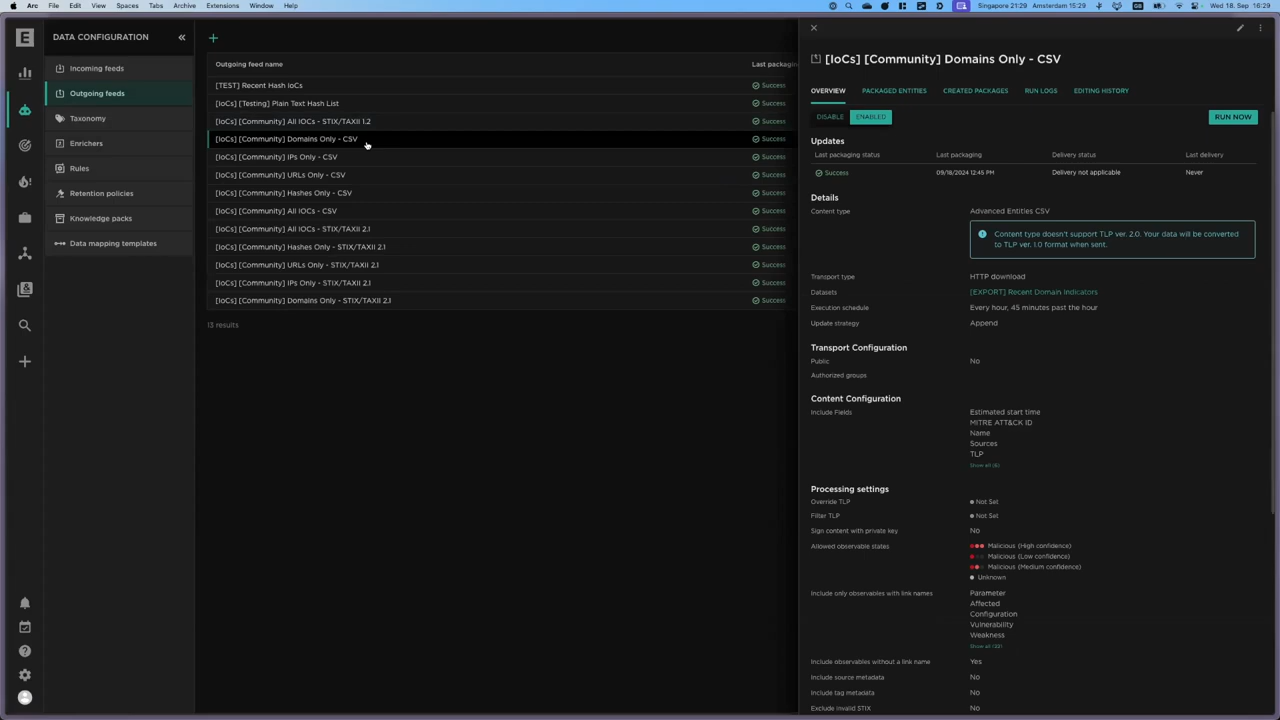 Arc File Edit View Spaces Tabs Archive Extensions Window Help
Singapore 21:29 Amsterdam 15:29
Wed 18. Sep 16:29
DATA CONFIGURATION
Incoming feeds
Outgoing feeds
Taxonomy
Enrichers
Rules
Retention policies
Knowledge packs
Data mapping templates
Outgoing feed name Last packagin
[TEST] Recent Hash IoCs Success
[IoCs] [Testing] Plain Text Hash List Success
[IoCs] [Community] All IOCs - STIX/TAXII 1.2 Success
[IoCs] [Community] Domains Only - CSV Success
[IoCs] [Community] IPs Only - CSV Success
[IoCs] [Community] URLs Only - CSV Success
[IoCs] [Community] Hashes Only - CSV Success
[IoCs] [Community] All IOCs - CSV Success
[IoCs] [Community] All IOCs - STIX/TAXII 2.1 Success
[IoCs] [Community] Hashes Only - STIX/TAXII 2.1 Success
[IoCs] [Community] URLs Only - STIX/TAXII 2.1 Success
[IoCs] [Community] IPs Only - STIX/TAXII 2.1 Success
[IoCs] [Community] Domains Only - STIX/TAXII 2.1 Success
13 results
[IoCs] [Community] Domains Only - CSV
OVERVIEW PACKAGED ENTITIES CREATED PACKAGES RUN LOGS EDITING HISTORY
DISABLE ENABLED RUN NOW
Updates
Last packaging status Last packaging Delivery status Last delivery
Success 09/18/2024 12:45 PM Delivery not applicable Never
Details
Content type Advanced Entities CSV
Content type doesn't support TLP ver. 2.0. Your data will be converted
to TLP ver. 1.0 format when sent.
Transport type HTTP download
Datasets [EXPORT] Recent Domain Indicators
Execution schedule Every hour, 45 minutes past the hour
Update strategy Append
Transport Configuration
Public No
Authorized groups
Content Configuration
Include Fields Estimated start time
MITRE ATT&CK ID
Name
Sources
TLP
Show all (6)
Processing settings
Override TLP Not Set
Filter TLP Not Set
Sign content with private key No
Allowed observable states Malicious (High confidence)
Malicious (Low confidence)
Malicious (Medium confidence)
Unknown
Include only observables with link names Parameter
Affected
Configuration
Vulnerability
Weakness
Include observables without a link name Yes
Include source metadata No
Include tag metadata No
Exclude invalid STIX No